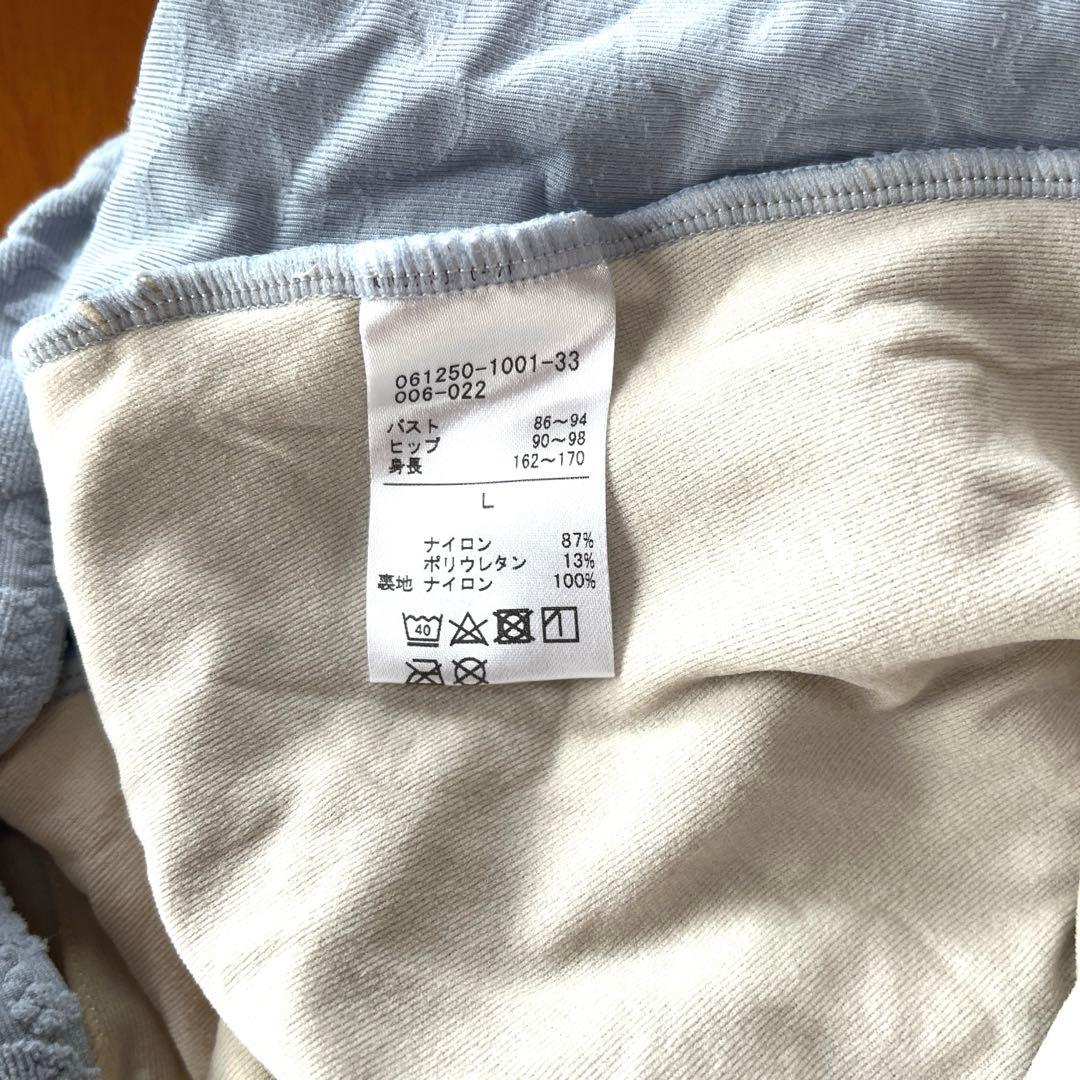 061250-1001-33
006-022
バスト 86～94
ヒップ 90～98
身長 162～170
L
ナイロン 87%
ポリウレタン 13%
裏地 ナイロン 100%
40